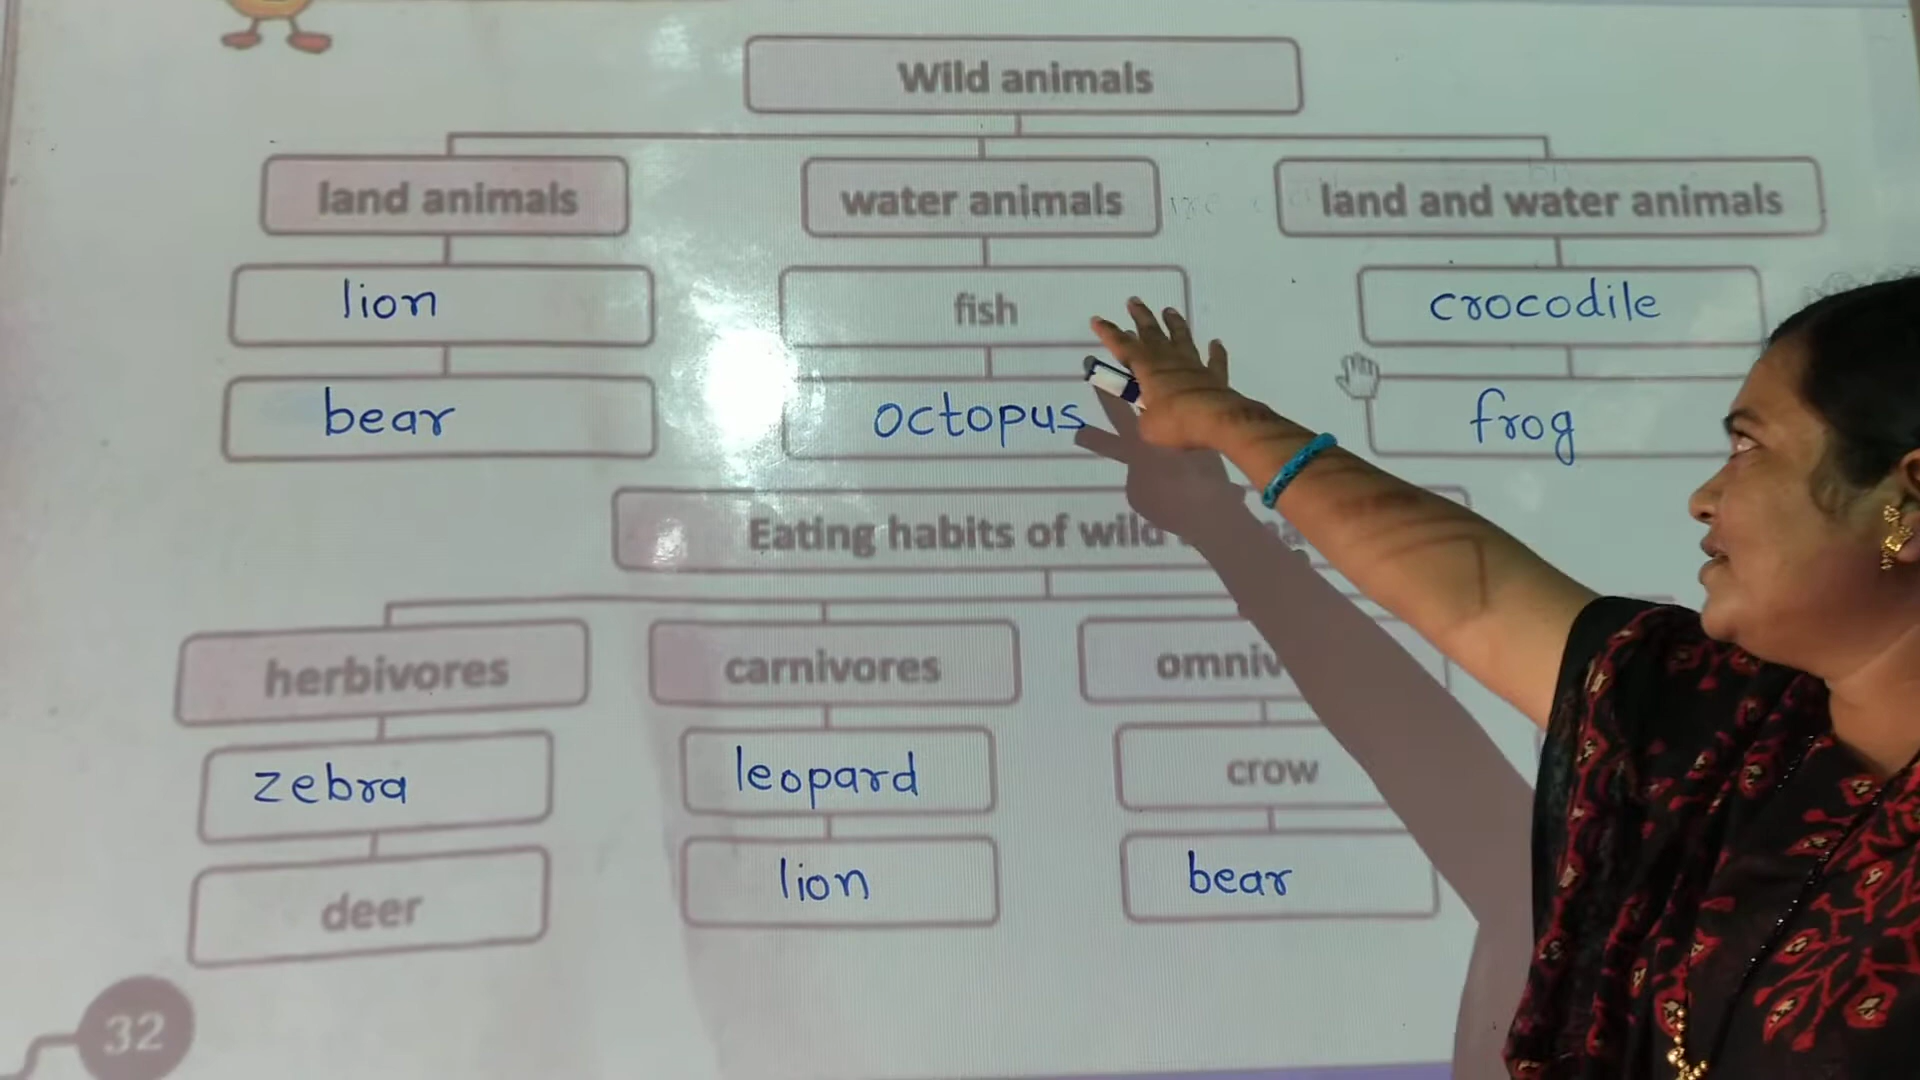 Wild animals
land animals
water animals
land and water animals
lion
fish
crocodile
bear
octopus
frog
Eating habits of wild
herbivores
carnivores
omniv
zebra
leopard
crow
deer
lion
bear
32